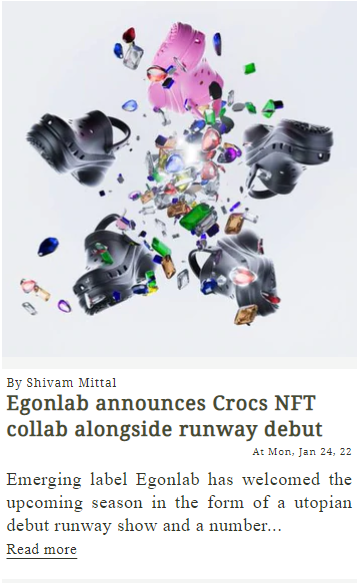 By Shivam Mittal
Egonlab announces Crocs NFT
collab alongside runway debut
At Mon, Jan 24, 22
Emerging label Egonlab has welcomed the
upcoming season in the form of a utopian
debut runway show and a number...
Read more